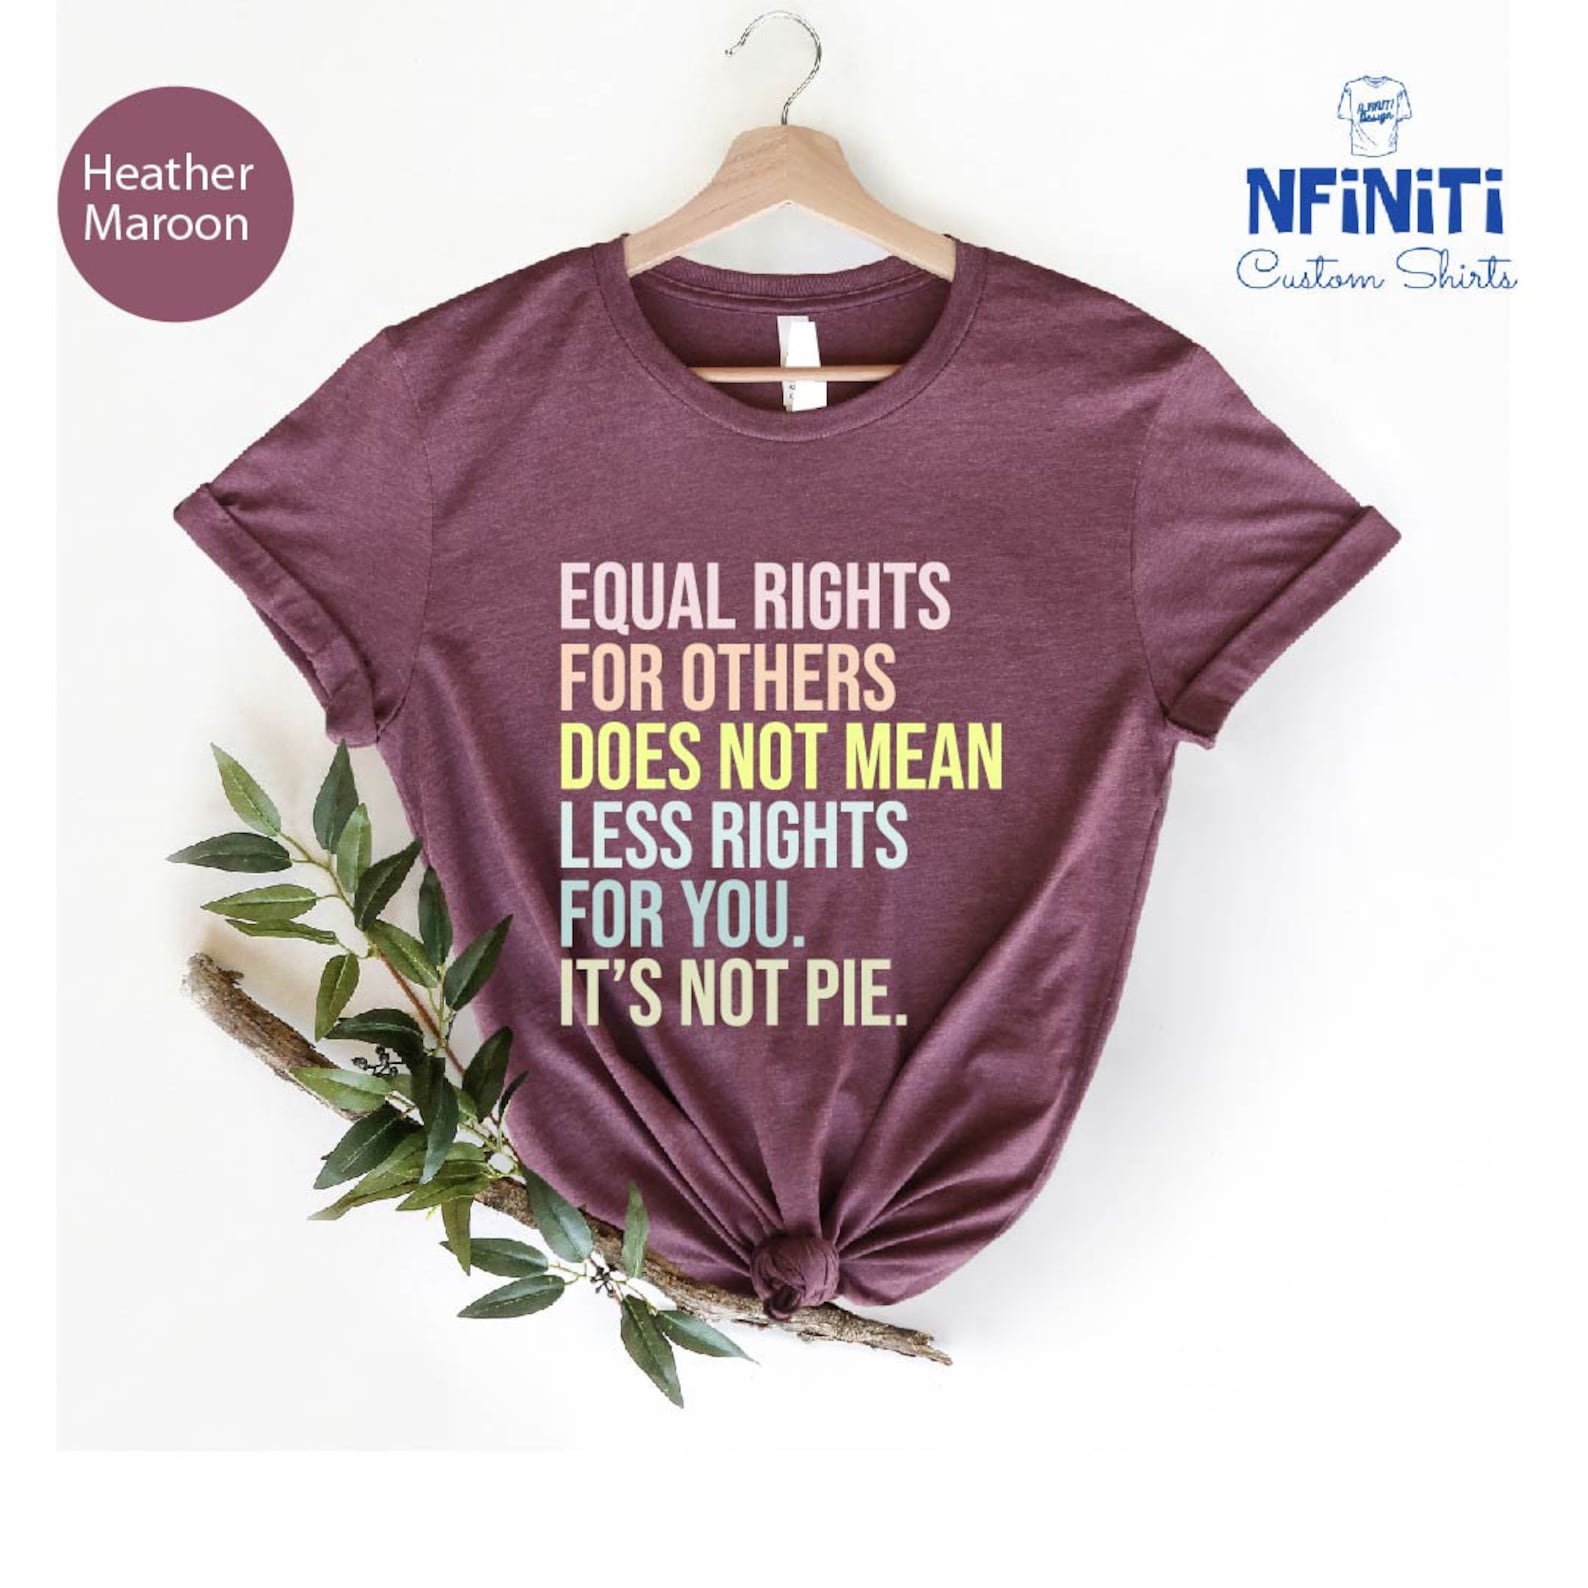 Heather
Maroon
NFiNiTi
Custom Shirts
EQUAL RIGHTS
FOR OTHERS
DOES NOT MEAN
LESS RIGHTS
FOR YOU.
IT'S NOT PIE.